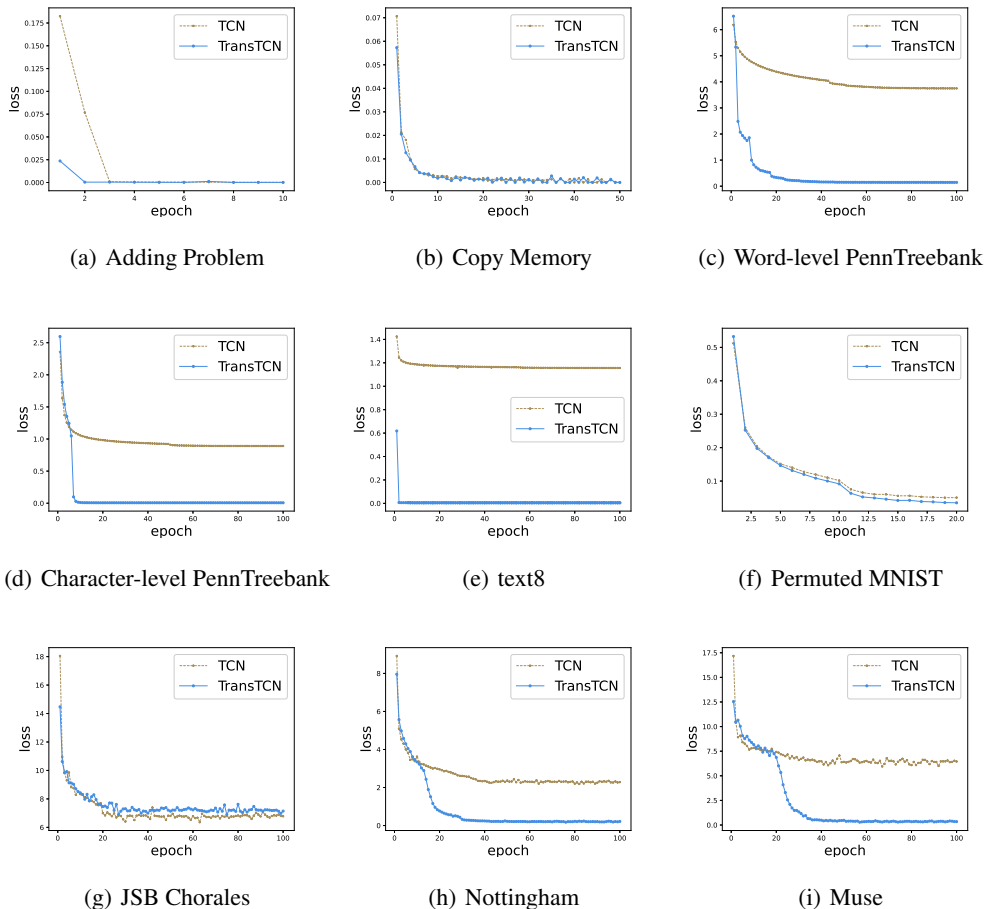 TCN
TransTCN
0.175
0.150
0.125
0.100
0.075
0.050
0.025
0.000
loss
2
4
6
8
10
epoch
(a) Adding Problem
TCN
TransTCN
0.07
0.06
0.05
0.04
0.03
0.02
0.01
0.00
loss
0
10
20
30
40
50
epoch
(b) Copy Memory
TCN
TransTCN
6
5
4
3
2
1
0
loss
0
20
40
60
80
100
epoch
(c) Word-level PennTreebank
TCN
TransTCN
2.5
2.0
1.5
1.0
0.5
0.0
loss
0
20
40
60
80
100
epoch
(d) Character-level PennTreebank
TCN
TransTCN
1.4
1.2
1.0
0.8
0.6
0.4
0.2
0.0
loss
0
20
40
60
80
100
epoch
(e) text8
TCN
TransTCN
0.5
0.4
0.3
0.2
0.1
loss
2.5
5.0
7.5
10.0
12.5
15.0
17.5
20.0
epoch
(f) Permuted MNIST
TCN
TransTCN
18
16
14
12
10
8
6
loss
0
20
40
60
80
100
epoch
(g) JSB Chorales
TCN
TransTCN
8
6
4
2
0
loss
0
20
40
60
80
100
epoch
(h) Nottingham
TCN
TransTCN
17.5
15.0
12.5
10.0
7.5
5.0
2.5
0.0
loss
0
20
40
60
80
100
epoch
(i) Muse